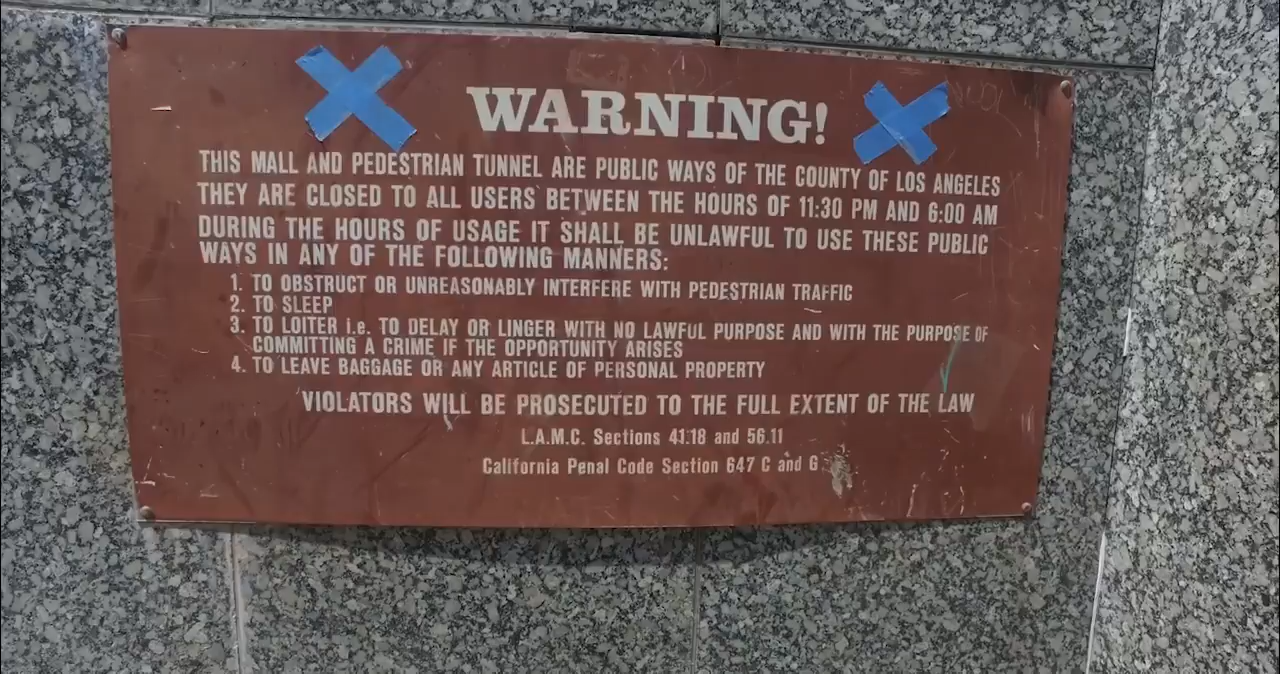 WARNING!
THIS MALL AND PEDESTRIAN TUNNEL ARE PUBLIC WAYS OF THE COUNTY OF LOS ANGELES
THEY ARE CLOSED TO ALL USERS BETWEEN THE HOURS OF 11:30 PM AND 6:00 AM
DURING THE HOURS OF USAGE IT SHALL BE UNLAWFUL TO USE THESE PUBLIC
WAYS IN ANY OF THE FOLLOWING MANNERS:
1. TO OBSTRUCT OR UNREASONABLY INTERFERE WITH PEDESTRIAN TRAFFIC
2. TO SLEEP
3. TO LOITER i.e. TO DELAY OR LINGER WITH NO LAWFUL PURPOSE AND WITH THE PURPOSE OF
COMMITTING A CRIME IF THE OPPORTUNITY ARISES
4. TO LEAVE BAGGAGE OR ANY ARTICLE OF PERSONAL PROPERTY
VIOLATORS WILL BE PROSECUTED TO THE FULL EXTENT OF THE LAW
L.A.M.C. Sections 41.18 and 56.11
California Penal Code Section 647 C and G